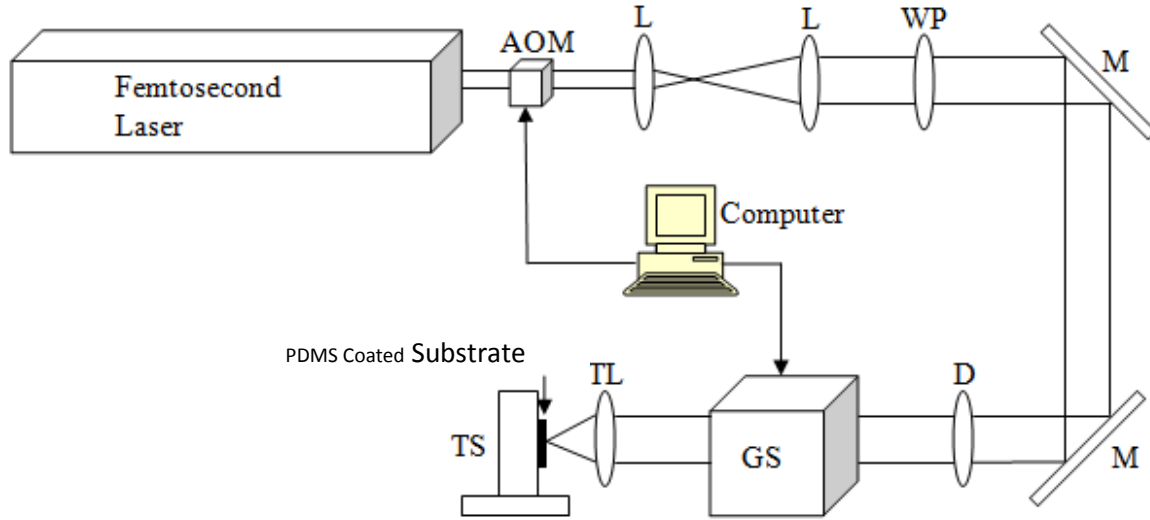 L
L
WP
AOM
M
Femtosecond
Laser
Computer
PDMS Coated Substrate
TL
D
TS
GS
M